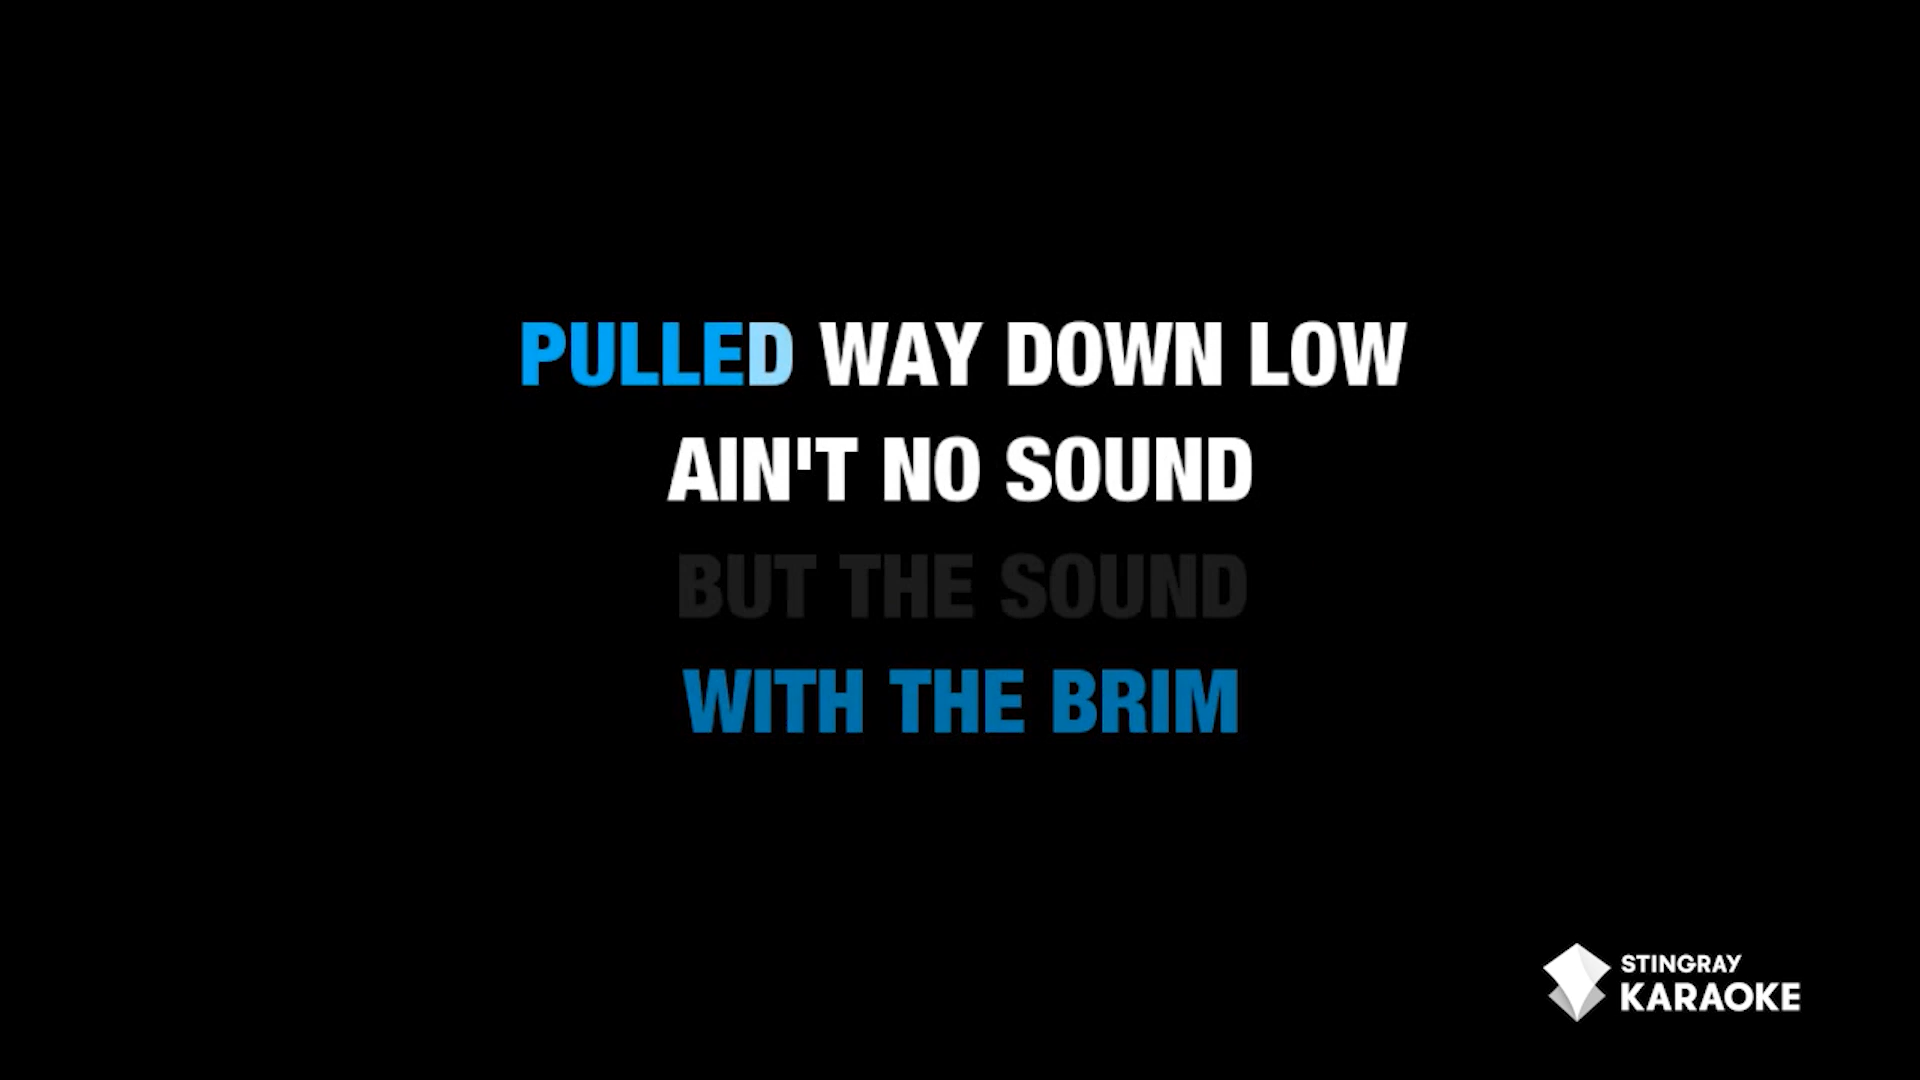 PULLED WAY DOWN LOW
AIN'T NO SOUND
BUT THE SOUND
WITH THE BRIM
STINGRAY
KARAOKE